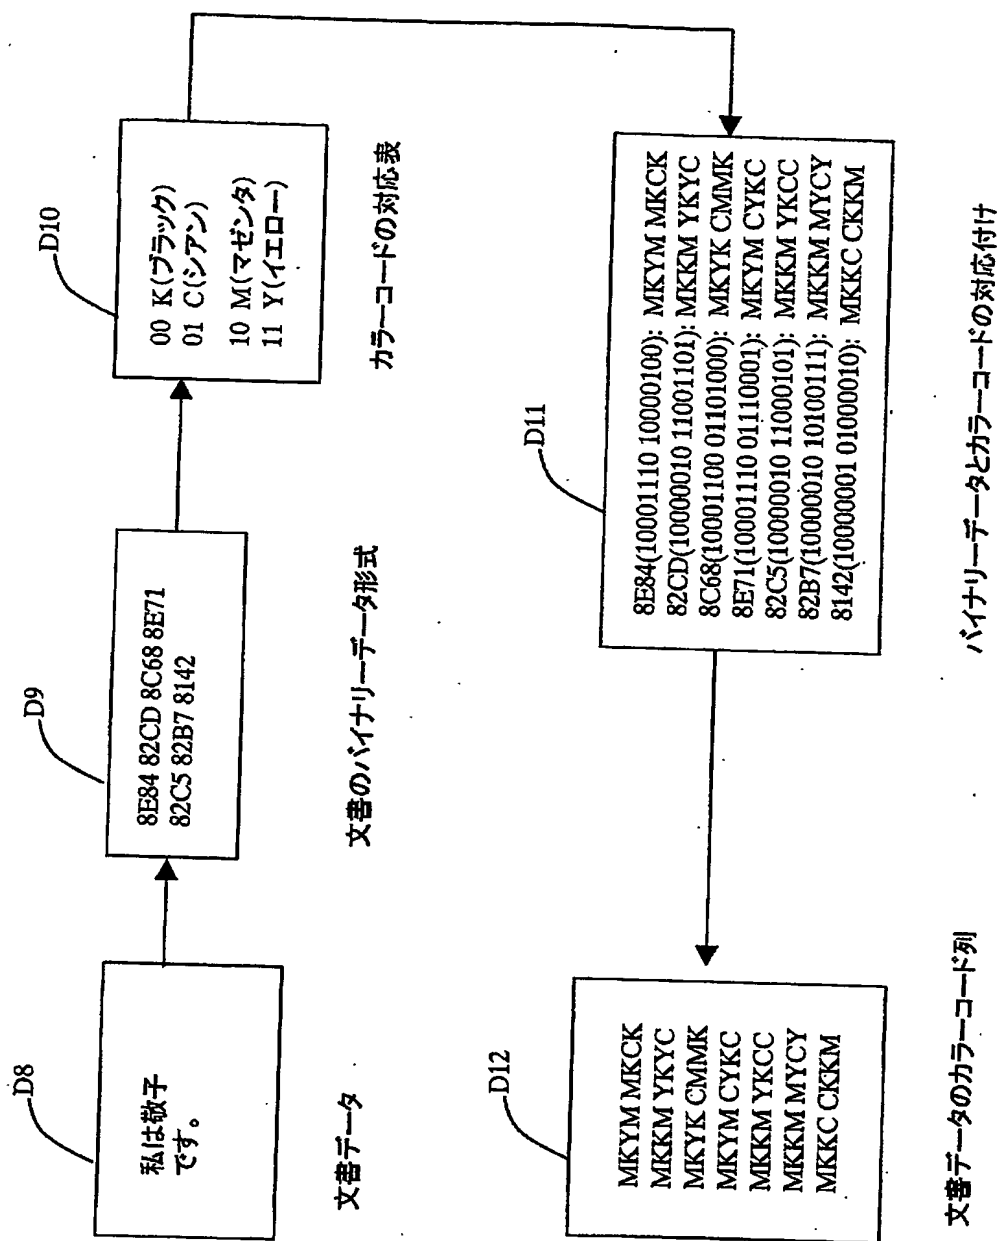 D8
私は敬子
です。
文書データ
D9
8E84 82CD 8C68 8E71
82C5 82B7 8142
文書のバイナリーデータ形式
D10
00 K(ブラック)
01 C(シアン)
10 M(マゼンタ)
11 Y(イエロー)
カラーコードの対応表
D11
8E84(10001110 10000100): MKYM MKCK
82CD(10000010 11001101): MKKM YKYC
8C68(10001100 01101000): MKYK CMMK
8E71(10001110 01110001): MKYM CYKC
82C5(10000010 11000101): MKKM YKCC
82B7(10000010 10100111): MKKM MYCY
8142(10000001 01000010): MKKC CKKM
バイナリーデータとカラーコードの対応付け
D12
MKYM MKCK
MKKM YKYC
MKYK CMMK
MKYM CYKC
MKKM YKCC
MKKM MYCY
MKKC CKKM
文書データのカラーコード列